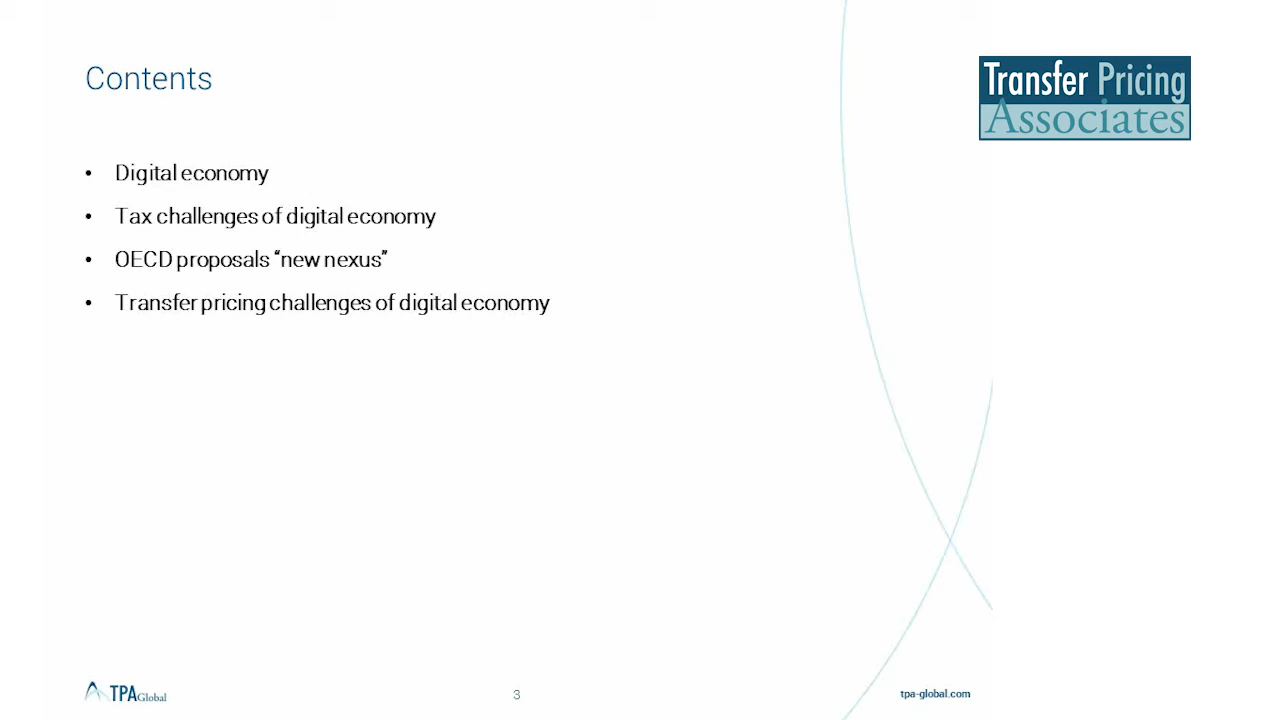 Contents
Transfer Pricing
Associates
• Digital economy
• Tax challenges of digital economy
• OECD proposals “new nexus”
• Transfer pricing challenges of digital economy
TPA Global
3
tpa-global.com